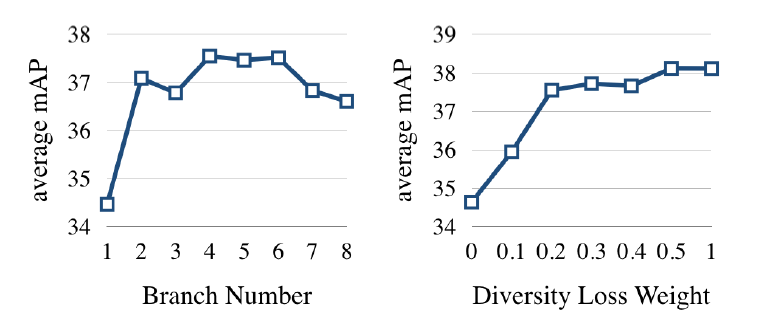 average mAP
38
37
36
35
34
1 2 3 4 5 6 7 8
Branch Number
average mAP
39
38
37
36
35
34
0 0.1 0.2 0.3 0.4 0.5 1
Diversity Loss Weight